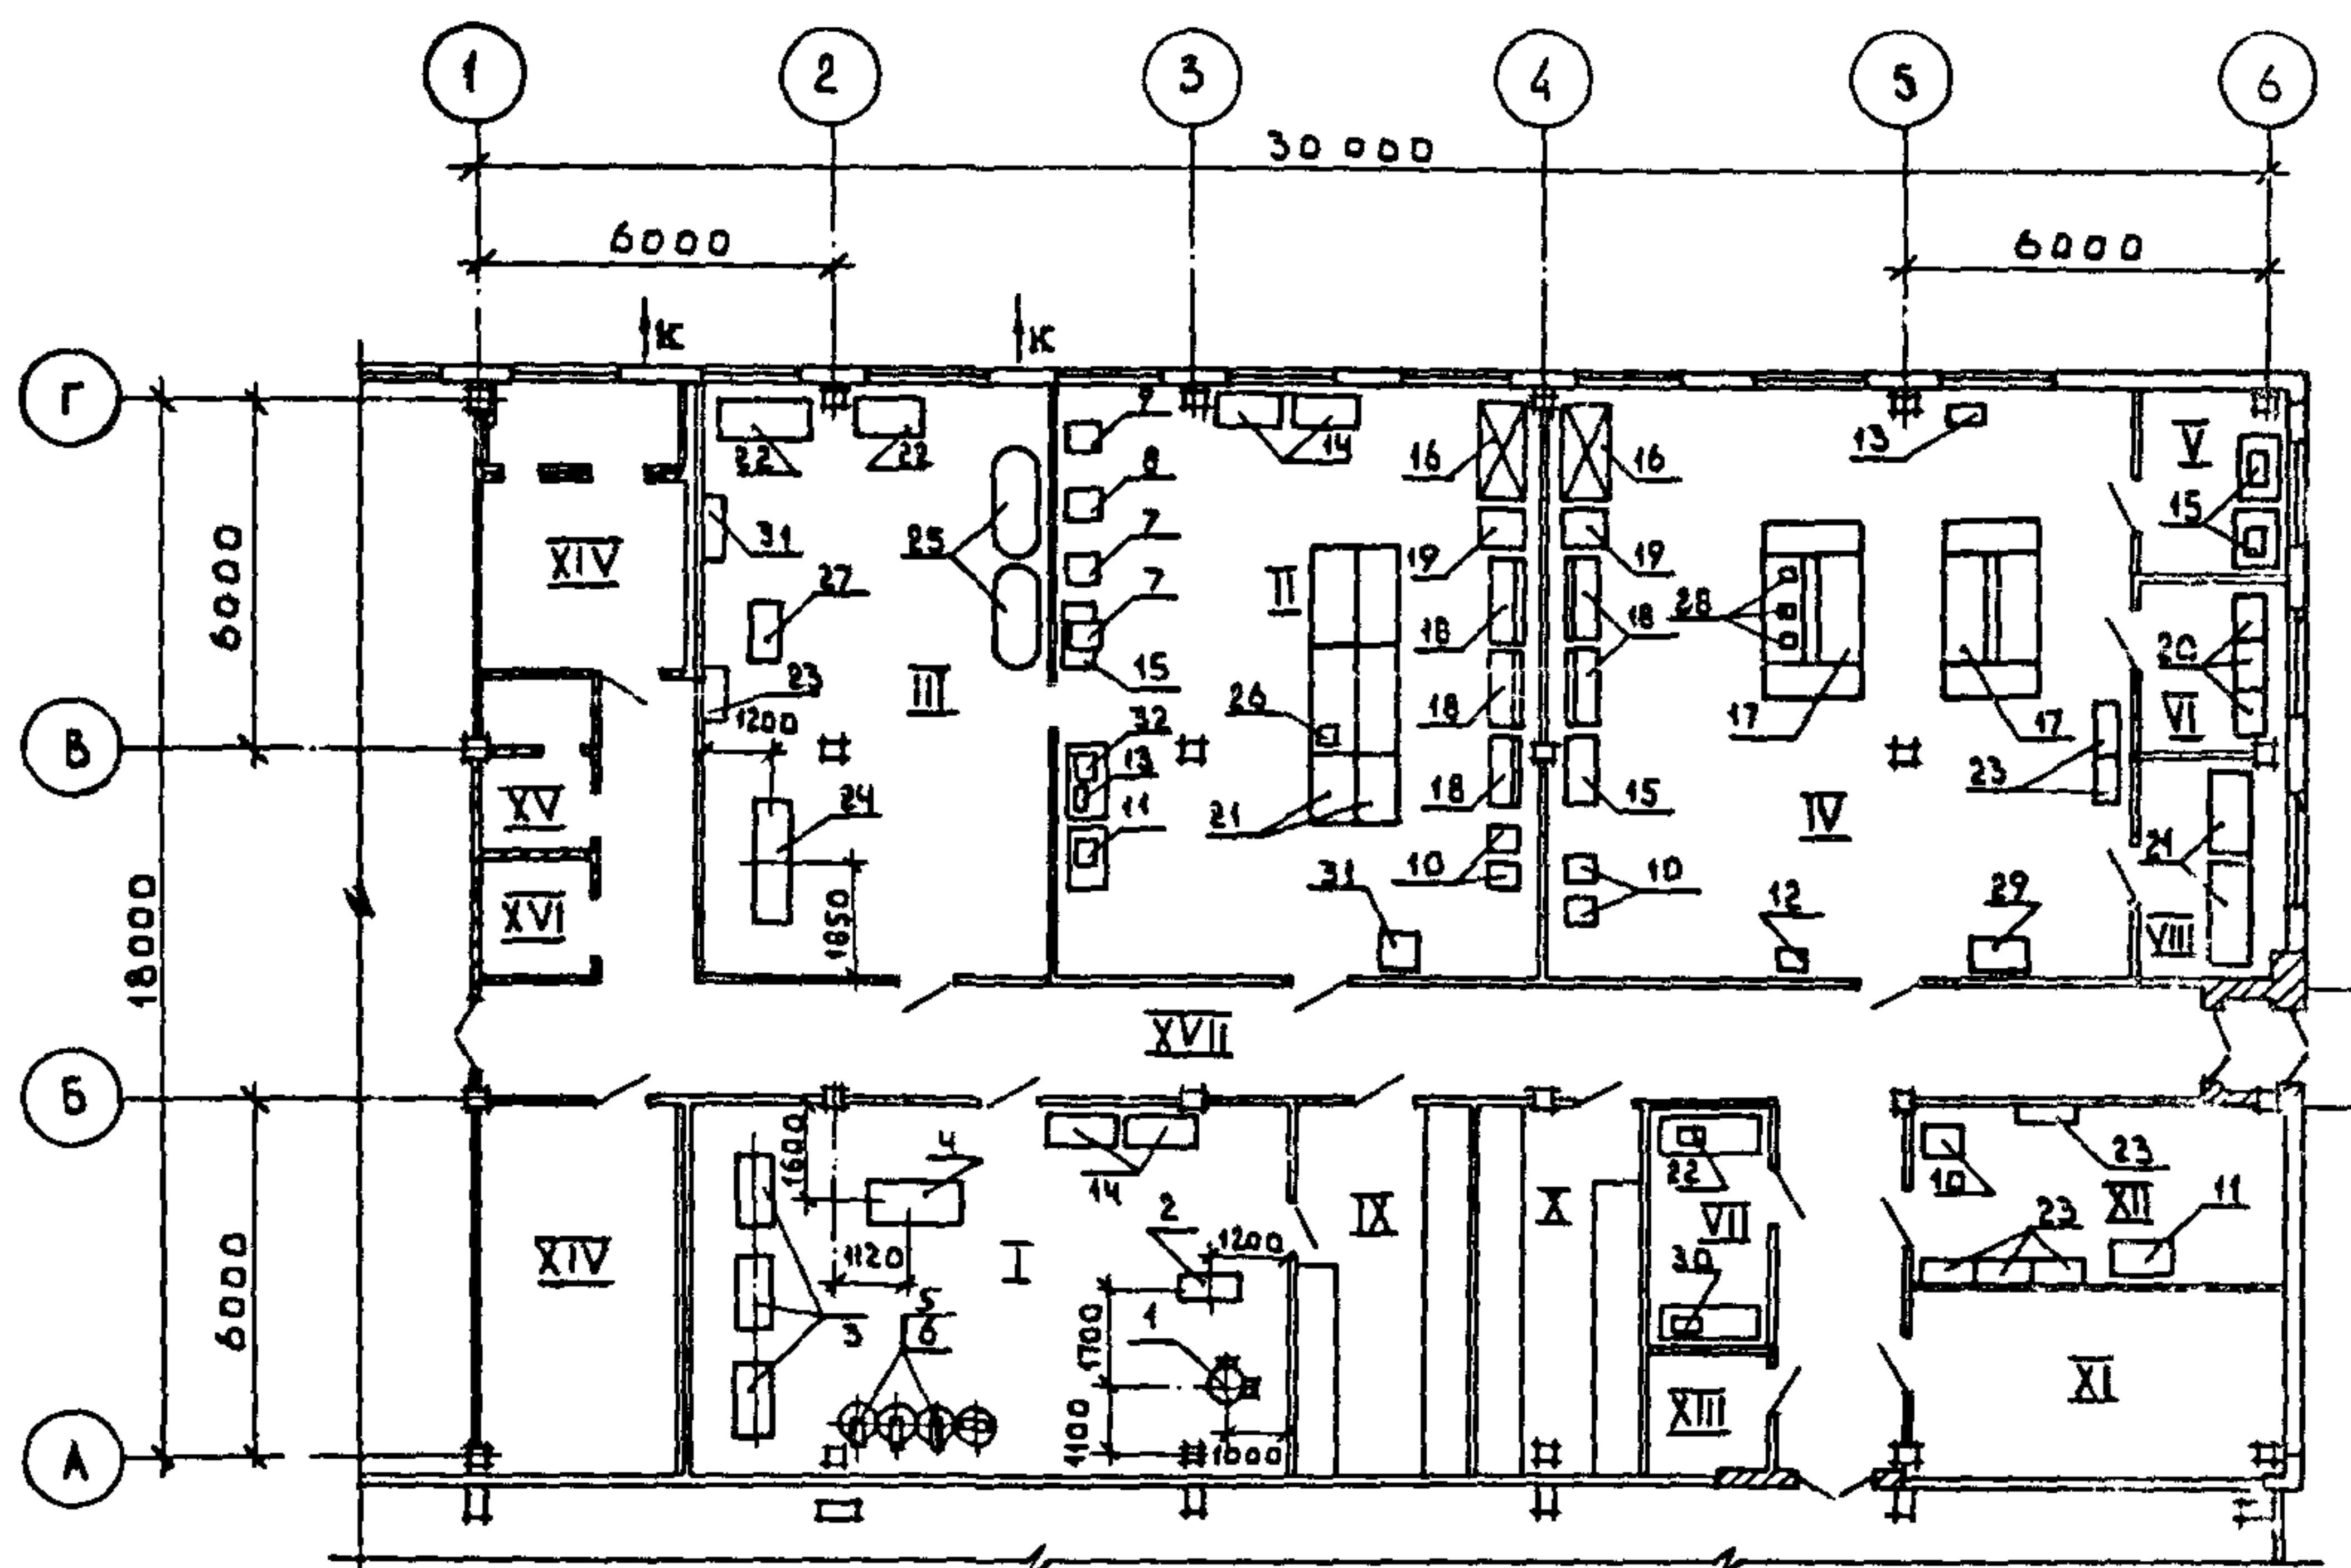 1 2 3 4 5 6
30 000
6000 6000
К К
Г
9
22 22 14 16 16 13 V
8
15
31 25 7 19 19
XIV II
27 7 18 18 28 20
15
23 III VI
1200 26 32 18 17 17
В
13 23
XV 24 11 21 18 15 IV 21
6000
31 10 10 12 29
XVI 1850 VIII
18000
XVII
Б
1600 4 14 2 IX X 22 VII 23 10 XII 11
XIV 1120 I 1200 23
30
5
3 6 1 1700
6000
XI
XIII
1100 1000
А